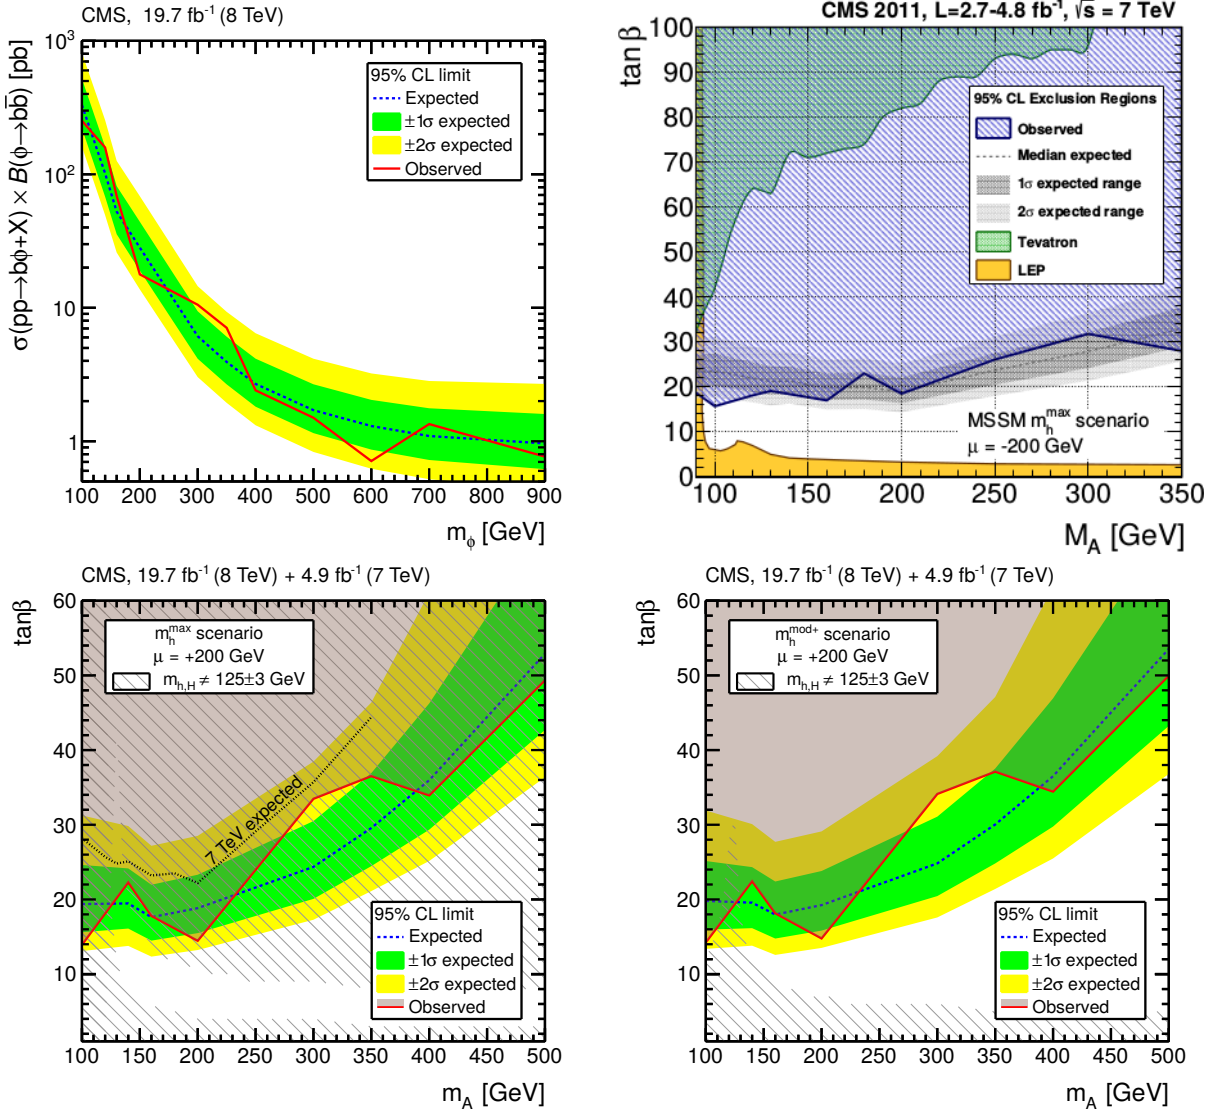 CMS, 19.7 fb⁻¹ (8 TeV)
σ(pp→bϕ+X) × B(ϕ→bb̄) [pb]
10³
10²
10
1
95% CL limit
Expected
±1σ expected
±2σ expected
Observed
100 200 300 400 500 600 700 800 900
m_ϕ [GeV]
CMS 2011, L=2.7-4.8 fb⁻¹, √s = 7 TeV
tan β
100
90
80
70
60
50
40
30
20
10
0
95% CL Exclusion Regions
Observed
Median expected
1σ expected range
2σ expected range
Tevatron
LEP
MSSM m_h^max scenario
μ = -200 GeV
100 150 200 250 300 350
M_A [GeV]
CMS, 19.7 fb⁻¹ (8 TeV) + 4.9 fb⁻¹ (7 TeV)
tanβ
60
50
40
30
20
10
m_h^max scenario
μ = +200 GeV
m_h,H ≠ 125±3 GeV
7 TeV expected
95% CL limit
Expected
±1σ expected
±2σ expected
Observed
100 150 200 250 300 350 400 450 500
m_A [GeV]
CMS, 19.7 fb⁻¹ (8 TeV) + 4.9 fb⁻¹ (7 TeV)
tanβ
60
50
40
30
20
10
m_h^mod+ scenario
μ = +200 GeV
m_h,H ≠ 125±3 GeV
95% CL limit
Expected
±1σ expected
±2σ expected
Observed
100 150 200 250 300 350 400 450 500
m_A [GeV]